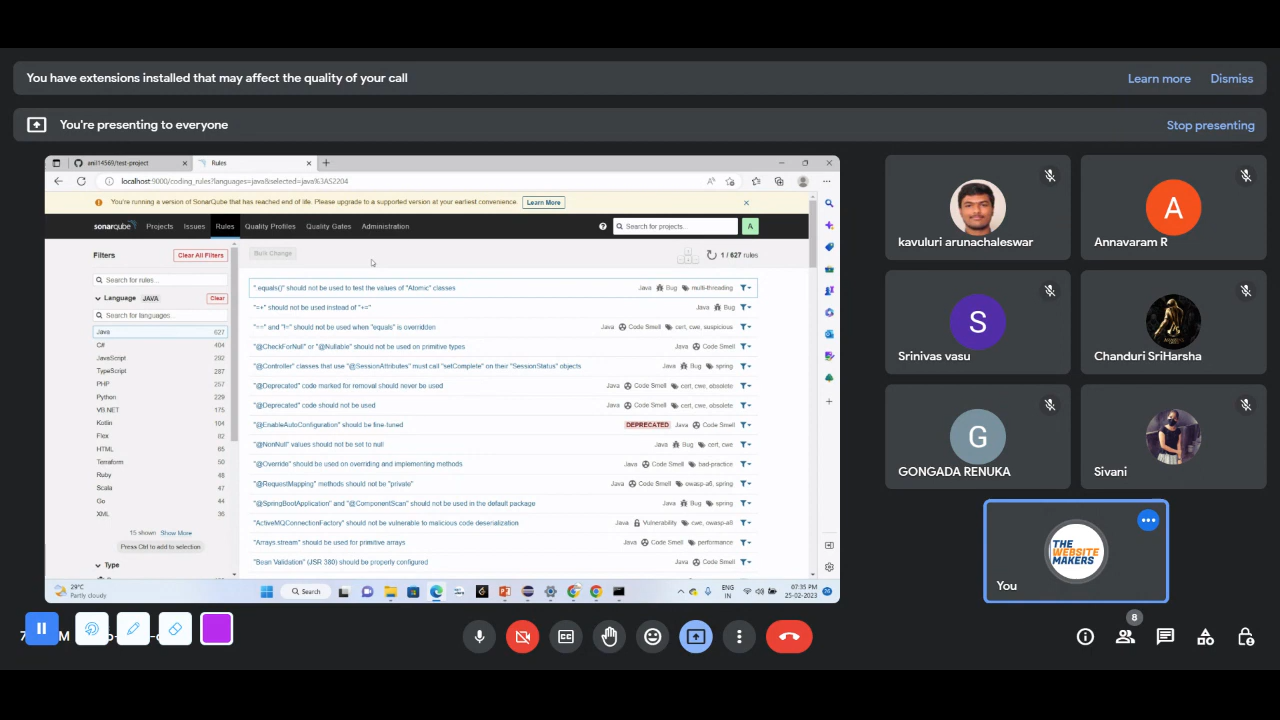 You have extensions installed that may affect the quality of your call
Learn more
Dismiss
You're presenting to everyone
Stop presenting
anil14569/test-project
Rules
localhost:9000/coding_rules?languages=java&selected=java%3AS2204
You're running a version of SonarQube that has reached end of life. Please upgrade to a supported version at your earliest convenience.
Learn More
sonarqube
Projects
Issues
Rules
Quality Profiles
Quality Gates
Administration
Search for projects...
A
Filters
Clear All Filters
Search for rules...
Language
JAVA
Clear
Search for languages...
Java 627
C# 404
JavaScript 292
TypeScript 287
PHP 257
Python 229
VB.NET 175
Kotlin 104
Flex 82
HTML 65
Terraform 50
Ruby 48
Scala 47
Go 44
XML 36
15 shown Show More
Press Ctrl to add to selection
Type
Bulk Change
1 / 627 rules
".equals()" should not be used to test the values of "Atomic" classes Java Bug multi-threading
"=+" should not be used instead of "+=" Java Bug
"==" and "!=" should not be used when "equals" is overridden Java Code Smell cert, cwe, suspicious
"@CheckForNull" or "@Nullable" should not be used on primitive types Java Code Smell
"@Controller" classes that use "@SessionAttributes" must call "setComplete" on their "SessionStatus" objects Java Bug spring
"@Deprecated" code marked for removal should never be used Java Code Smell cert, cwe, obsolete
"@Deprecated" code should not be used Java Code Smell cert, cwe, obsolete
"@EnableAutoConfiguration" should be fine-tuned DEPRECATED Java Code Smell
"@NonNull" values should not be set to null Java Bug cert, cwe
"@Override" should be used on overriding and implementing methods Java Code Smell bad-practice
"@RequestMapping" methods should not be "private" Java Code Smell owasp-a6, spring
"@SpringBootApplication" and "@ComponentScan" should not be used in the default package Java Bug spring
"ActiveMQConnectionFactory" should not be vulnerable to malicious code deserialization Java Vulnerability cwe, owasp-a8
"Arrays.stream" should be used for primitive arrays Java Code Smell performance
"Bean Validation" (JSR 380) should be properly configured Java Code Smell
29°C
Partly cloudy
Search
ENG
IN
07:35 PM
25-02-2023
kavuluri arunachaleswar
A
Annavaram R
S
Srinivas vasu
Chanduri SriHarsha
G
GONGADA RENUKA
Sivani
THE
WEBSITE
MAKERS
You
8